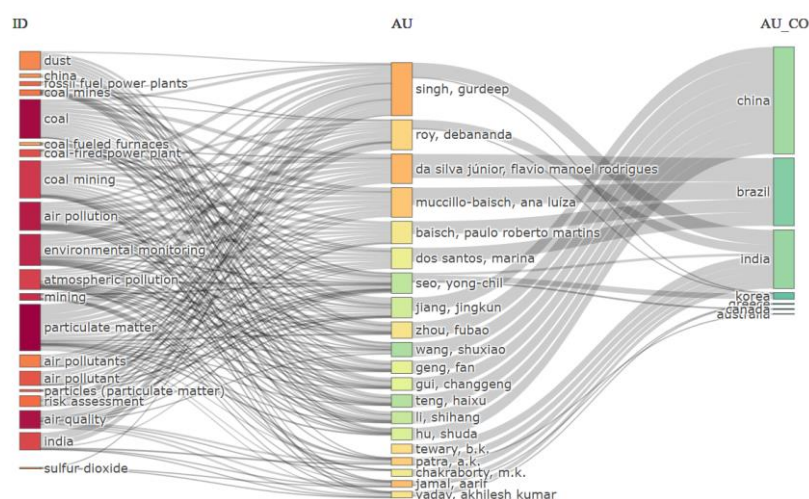 ID
AU
AU_CO
dust
china
fossil fuel power plants
coal mines
coal
coal fueled furnaces
coal-fired power plant
coal mining
air pollution
environmental monitoring
atmospheric pollution
mining
particulate matter
air pollutants
air pollutant
particles (particulate matter)
risk assessment
air quality
india
sulfur dioxide
singh, gurdeep
roy, debananda
da silva júnior, flavio manoel rodrigues
muccillo-baisch, ana luíza
baisch, paulo roberto martins
dos santos, marina
seo, yong-chil
jiang, jingkun
zhou, fubao
wang, shuxiao
geng, fan
gui, changgeng
teng, haixu
li, shihang
hu, shuda
tewary, b.k.
patra, a.k.
chakraborty, m.k.
jamal, aarif
yadav, akhilesh kumar
china
brazil
india
korea
greece
canada
australia